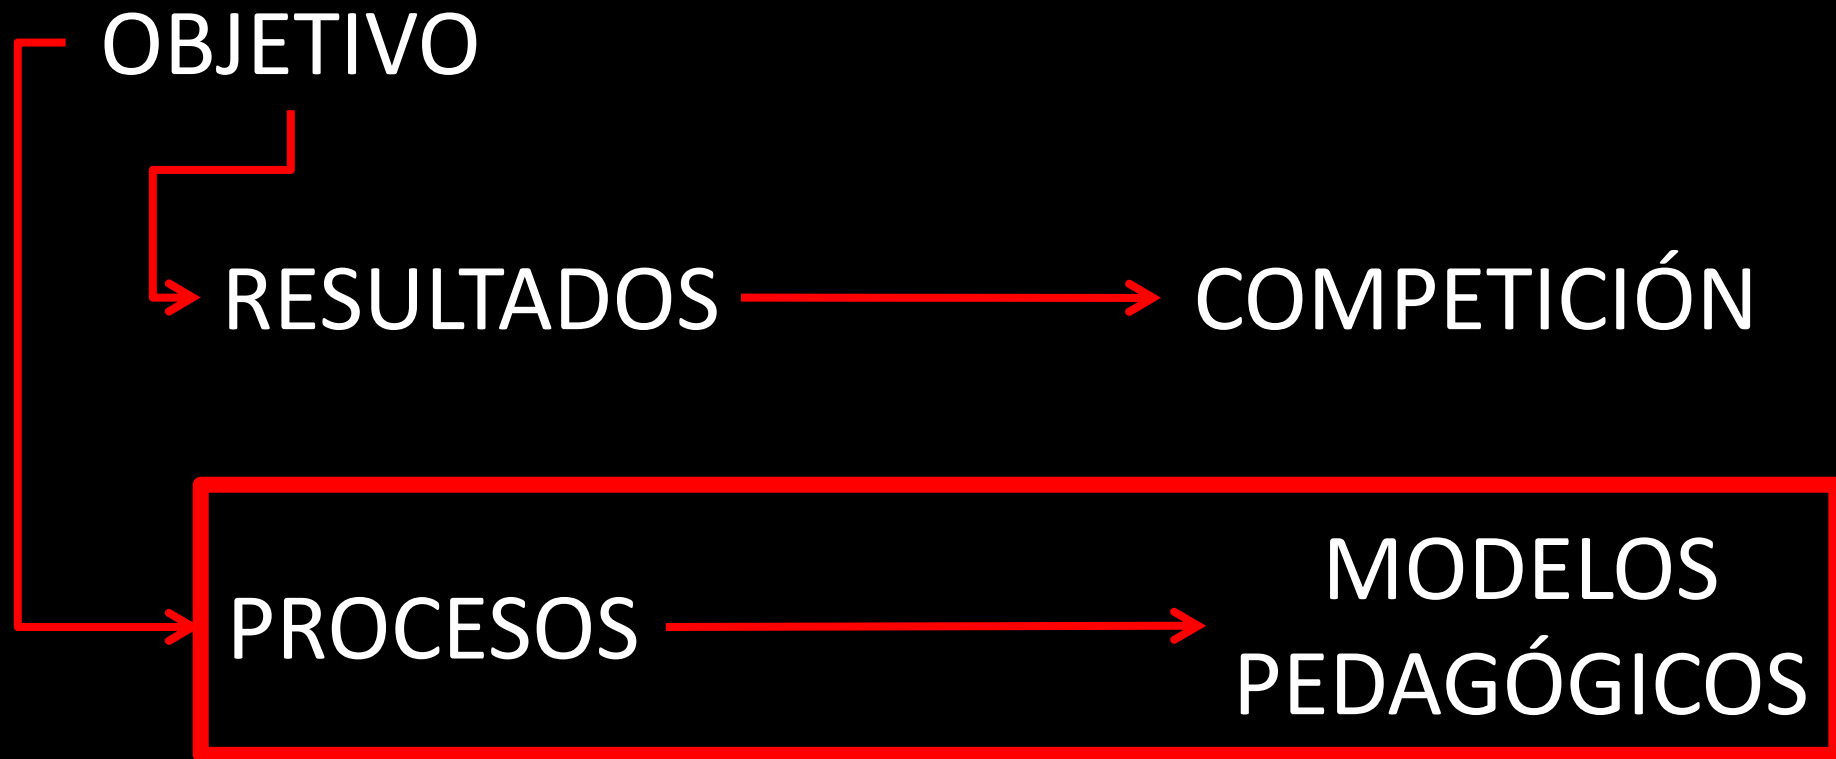 OBJETIVO
RESULTADOS
COMPETICIÓN
PROCESOS
MODELOS
PEDAGÓGICOS